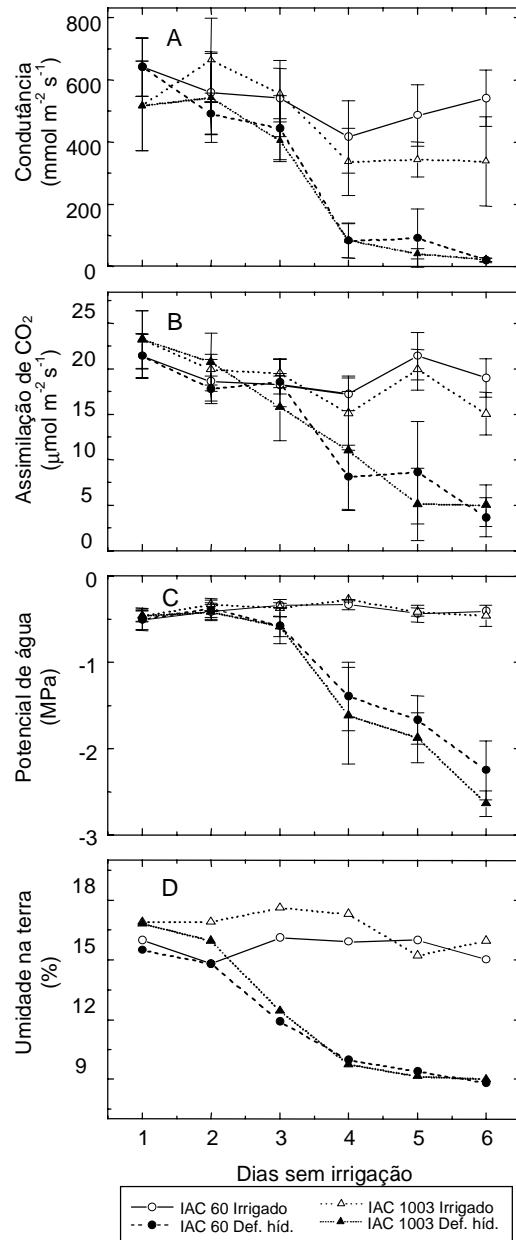 800
600
400
200
0
Condutância
(mmol m⁻² s⁻¹)
A
25
20
15
10
5
0
Assimilação de CO₂
(µmol m⁻² s⁻¹)
B
0
-1
-2
-3
Potencial de água
(MPa)
C
18
15
12
9
Umidade na terra
(%)
D
1 2 3 4 5 6
Dias sem irrigação
IAC 60 Irrigado IAC 1003 Irrigado
IAC 60 Def. híd. IAC 1003 Def. híd.